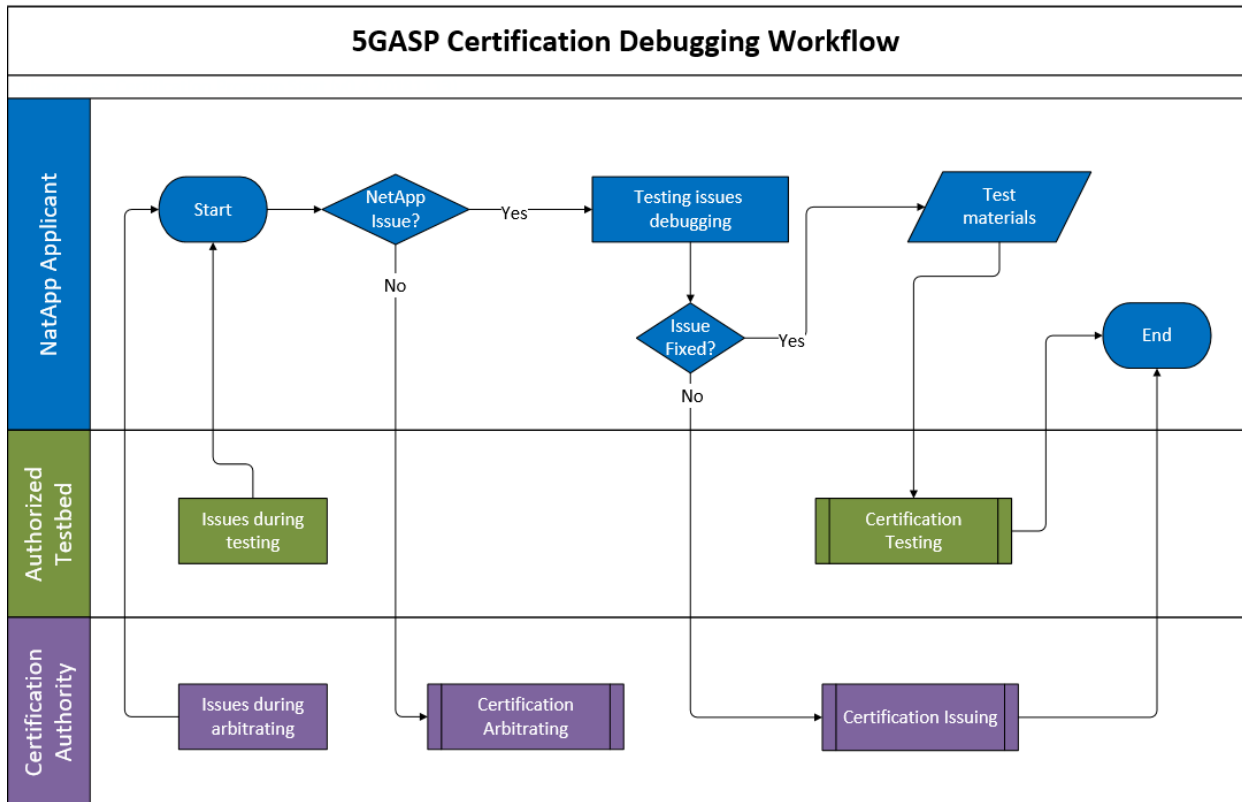 5GASP Certification Debugging Workflow
NatApp Applicant
Start
NetApp
Issue?
Yes
No
Testing issues
debugging
Issue
Fixed?
Yes
No
Test
materials
End
Authorized
Testbed
Issues during
testing
Certification
Testing
Certification
Authority
Issues during
arbitrating
Certification
Arbitrating
Certification Issuing